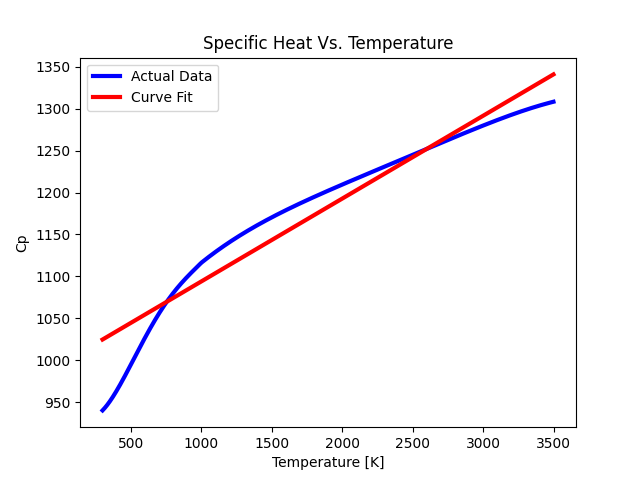 Specific Heat Vs. Temperature
Actual Data
Curve Fit
1350
1300
1250
1200
1150
1100
1050
1000
950
Cp
500 1000 1500 2000 2500 3000 3500
Temperature [K]